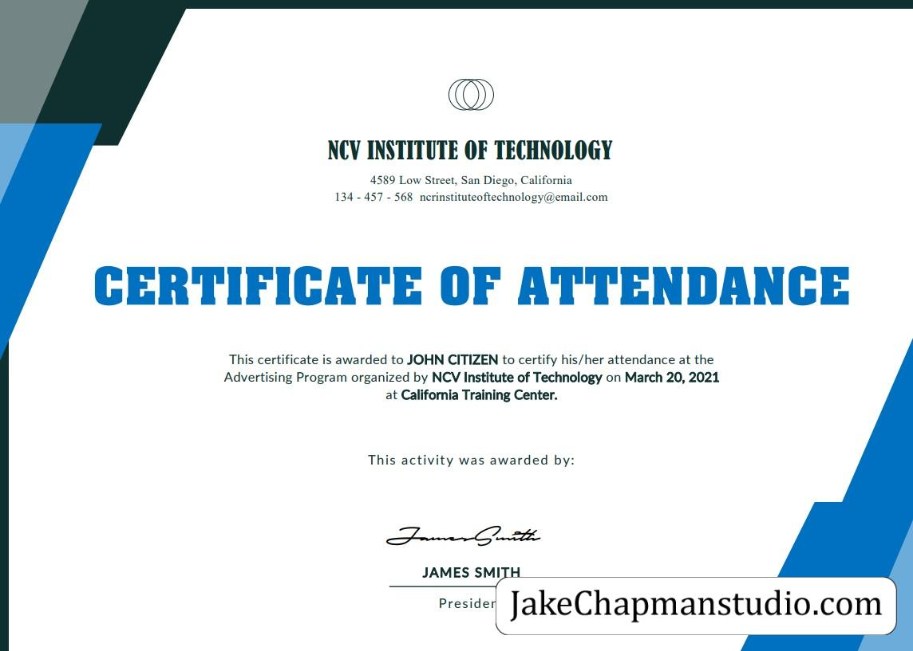 NCV INSTITUTE OF TECHNOLOGY
4589 Low Street, San Diego, California
134 - 457 - 568 ncrinstituteoftechnology@email.com
CERTIFICATE OF ATTENDANCE
This certificate is awarded to JOHN CITIZEN to certify his/her attendance at the
Advertising Program organized by NCV Institute of Technology on March 20, 2021
at California Training Center.
This activity was awarded by:
James Smith
JAMES SMITH
JakeChapmanstudio.com